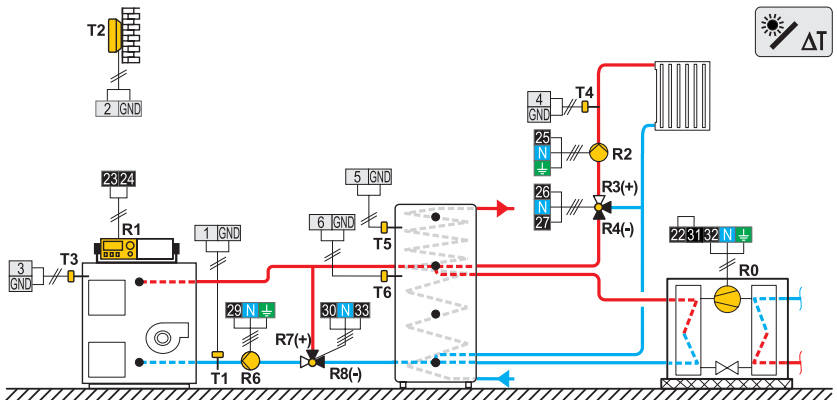 T2
2 GND
ΔT
4
GND
T4
25
N
R2
26
N
27
R3(+)
R4(-)
23 24
R1
1 GND
5 GND
T5
6 GND
T6
22 31 32 N
R0
3
GND
T3
29 N
30 N 33
R7(+)
T1
R6
R8(-)